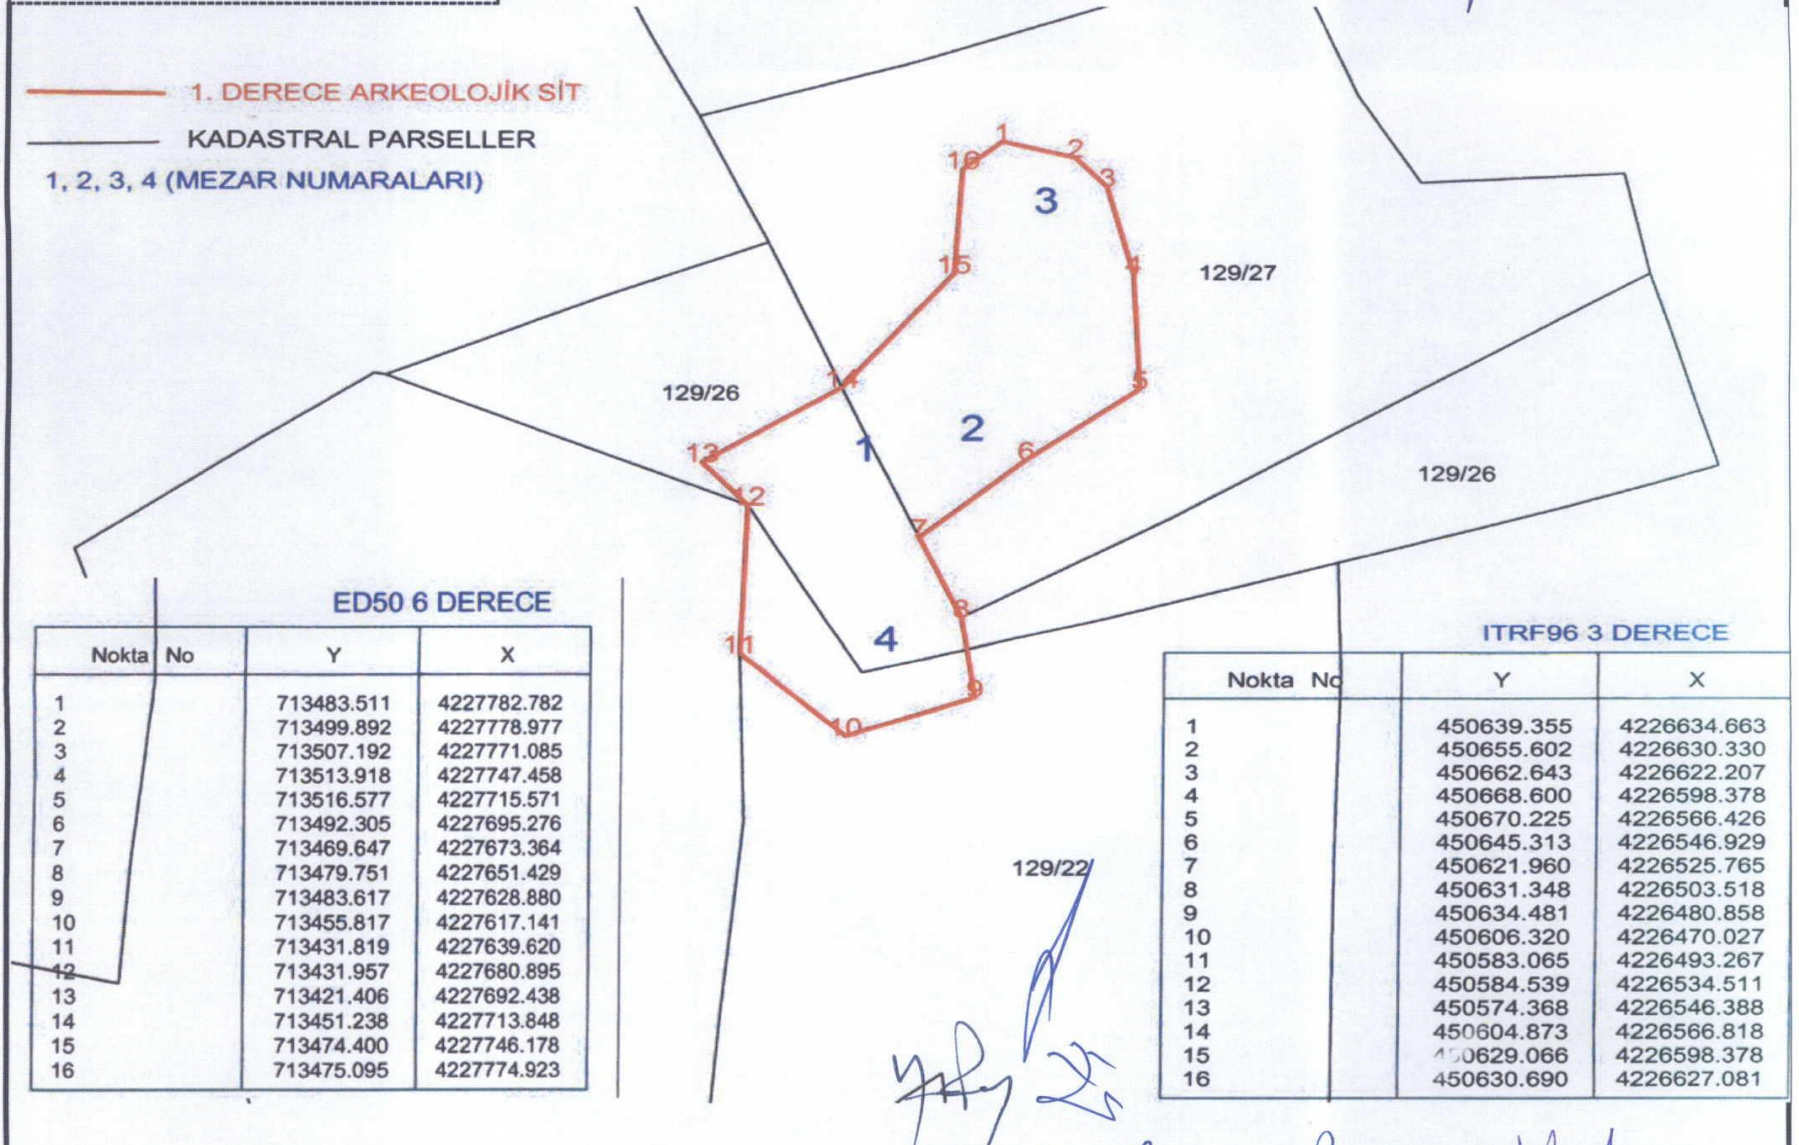 1. DERECE ARKEOLOJİK SİT
KADASTRAL PARSELLER
1, 2, 3, 4 (MEZAR NUMARALARI)
1
2
16
3
3
15
4
129/27
14
5
129/26
1
2
13
6
129/26
12
7
8
11
4
9
10
129/22
ED50 6 DERECE
Nokta No Y X
1 713483.511 4227782.782
2 713499.892 4227778.977
3 713507.192 4227771.085
4 713513.918 4227747.458
5 713516.577 4227715.571
6 713492.305 4227695.276
7 713469.647 4227673.364
8 713479.751 4227651.429
9 713483.617 4227628.880
10 713455.817 4227617.141
11 713431.819 4227639.620
12 713431.957 4227680.895
13 713421.406 4227692.438
14 713451.238 4227713.848
15 713474.400 4227746.178
16 713475.095 4227774.923
ITRF96 3 DERECE
Nokta No Y X
1 450639.355 4226634.663
2 450655.602 4226630.330
3 450662.643 4226622.207
4 450668.600 4226598.378
5 450670.225 4226566.426
6 450645.313 4226546.929
7 450621.960 4226525.765
8 450631.348 4226503.518
9 450634.481 4226480.858
10 450606.320 4226470.027
11 450583.065 4226493.267
12 450584.539 4226534.511
13 450574.368 4226546.388
14 450604.873 4226566.818
15 450629.066 4226598.378
16 450630.690 4226627.081